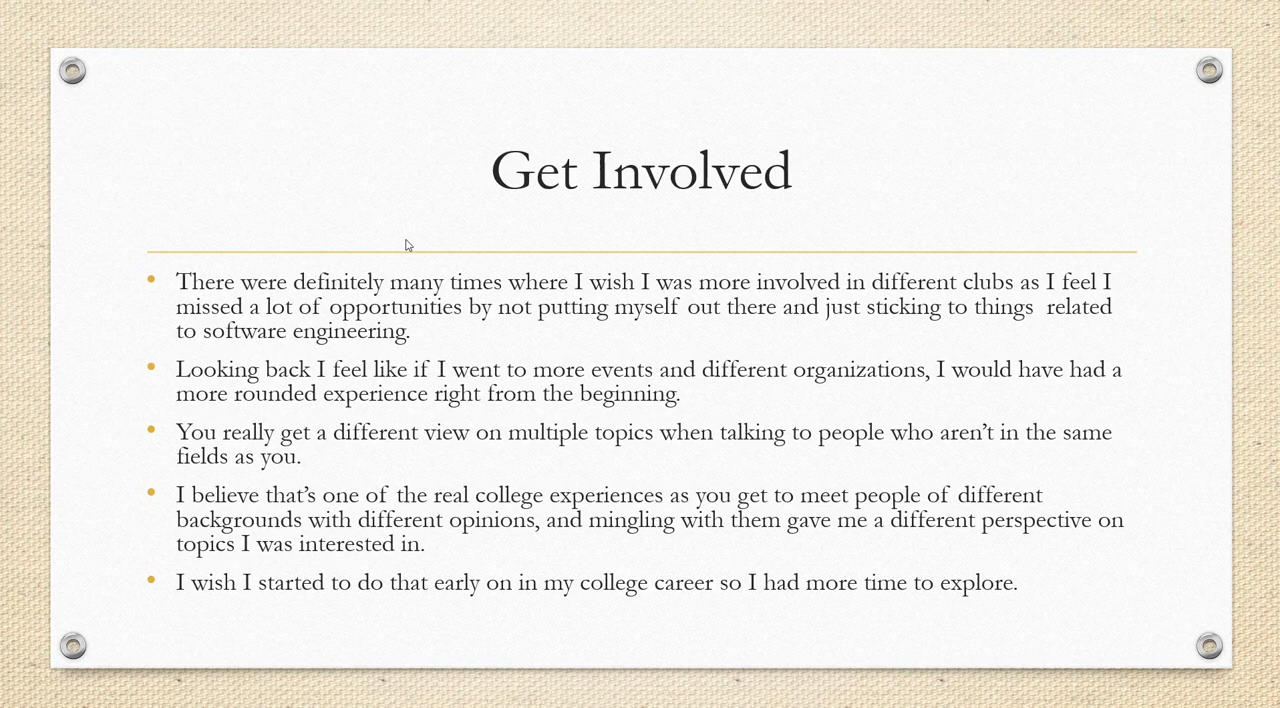 Get Involved
• There were definitely many times where I wish I was more involved in different clubs as I feel I
missed a lot of opportunities by not putting myself out there and just sticking to things related
to software engineering.
• Looking back I feel like if I went to more events and different organizations, I would have had a
more rounded experience right from the beginning.
• You really get a different view on multiple topics when talking to people who aren’t in the same
fields as you.
• I believe that’s one of the real college experiences as you get to meet people of different
backgrounds with different opinions, and mingling with them gave me a different perspective on
topics I was interested in.
• I wish I started to do that early on in my college career so I had more time to explore.